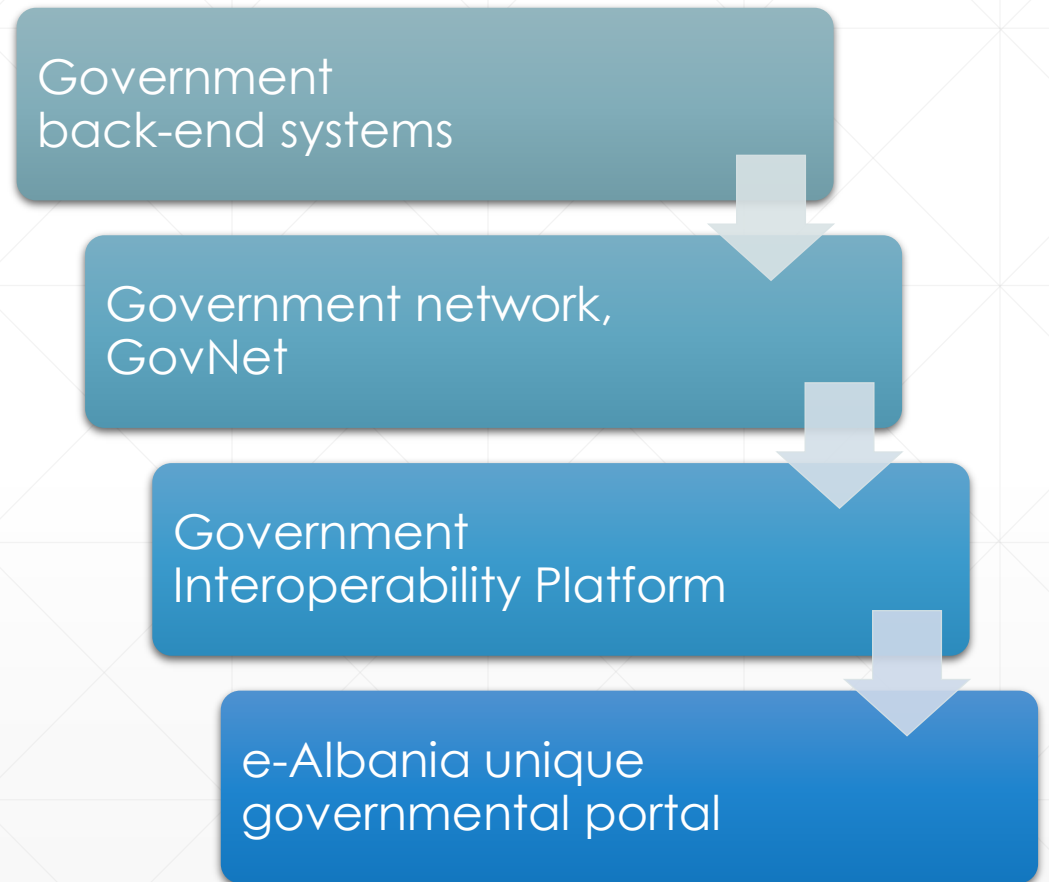 Government
back-end systems
Government network,
GovNet
Government
Interoperability Platform
e-Albania unique
governmental portal